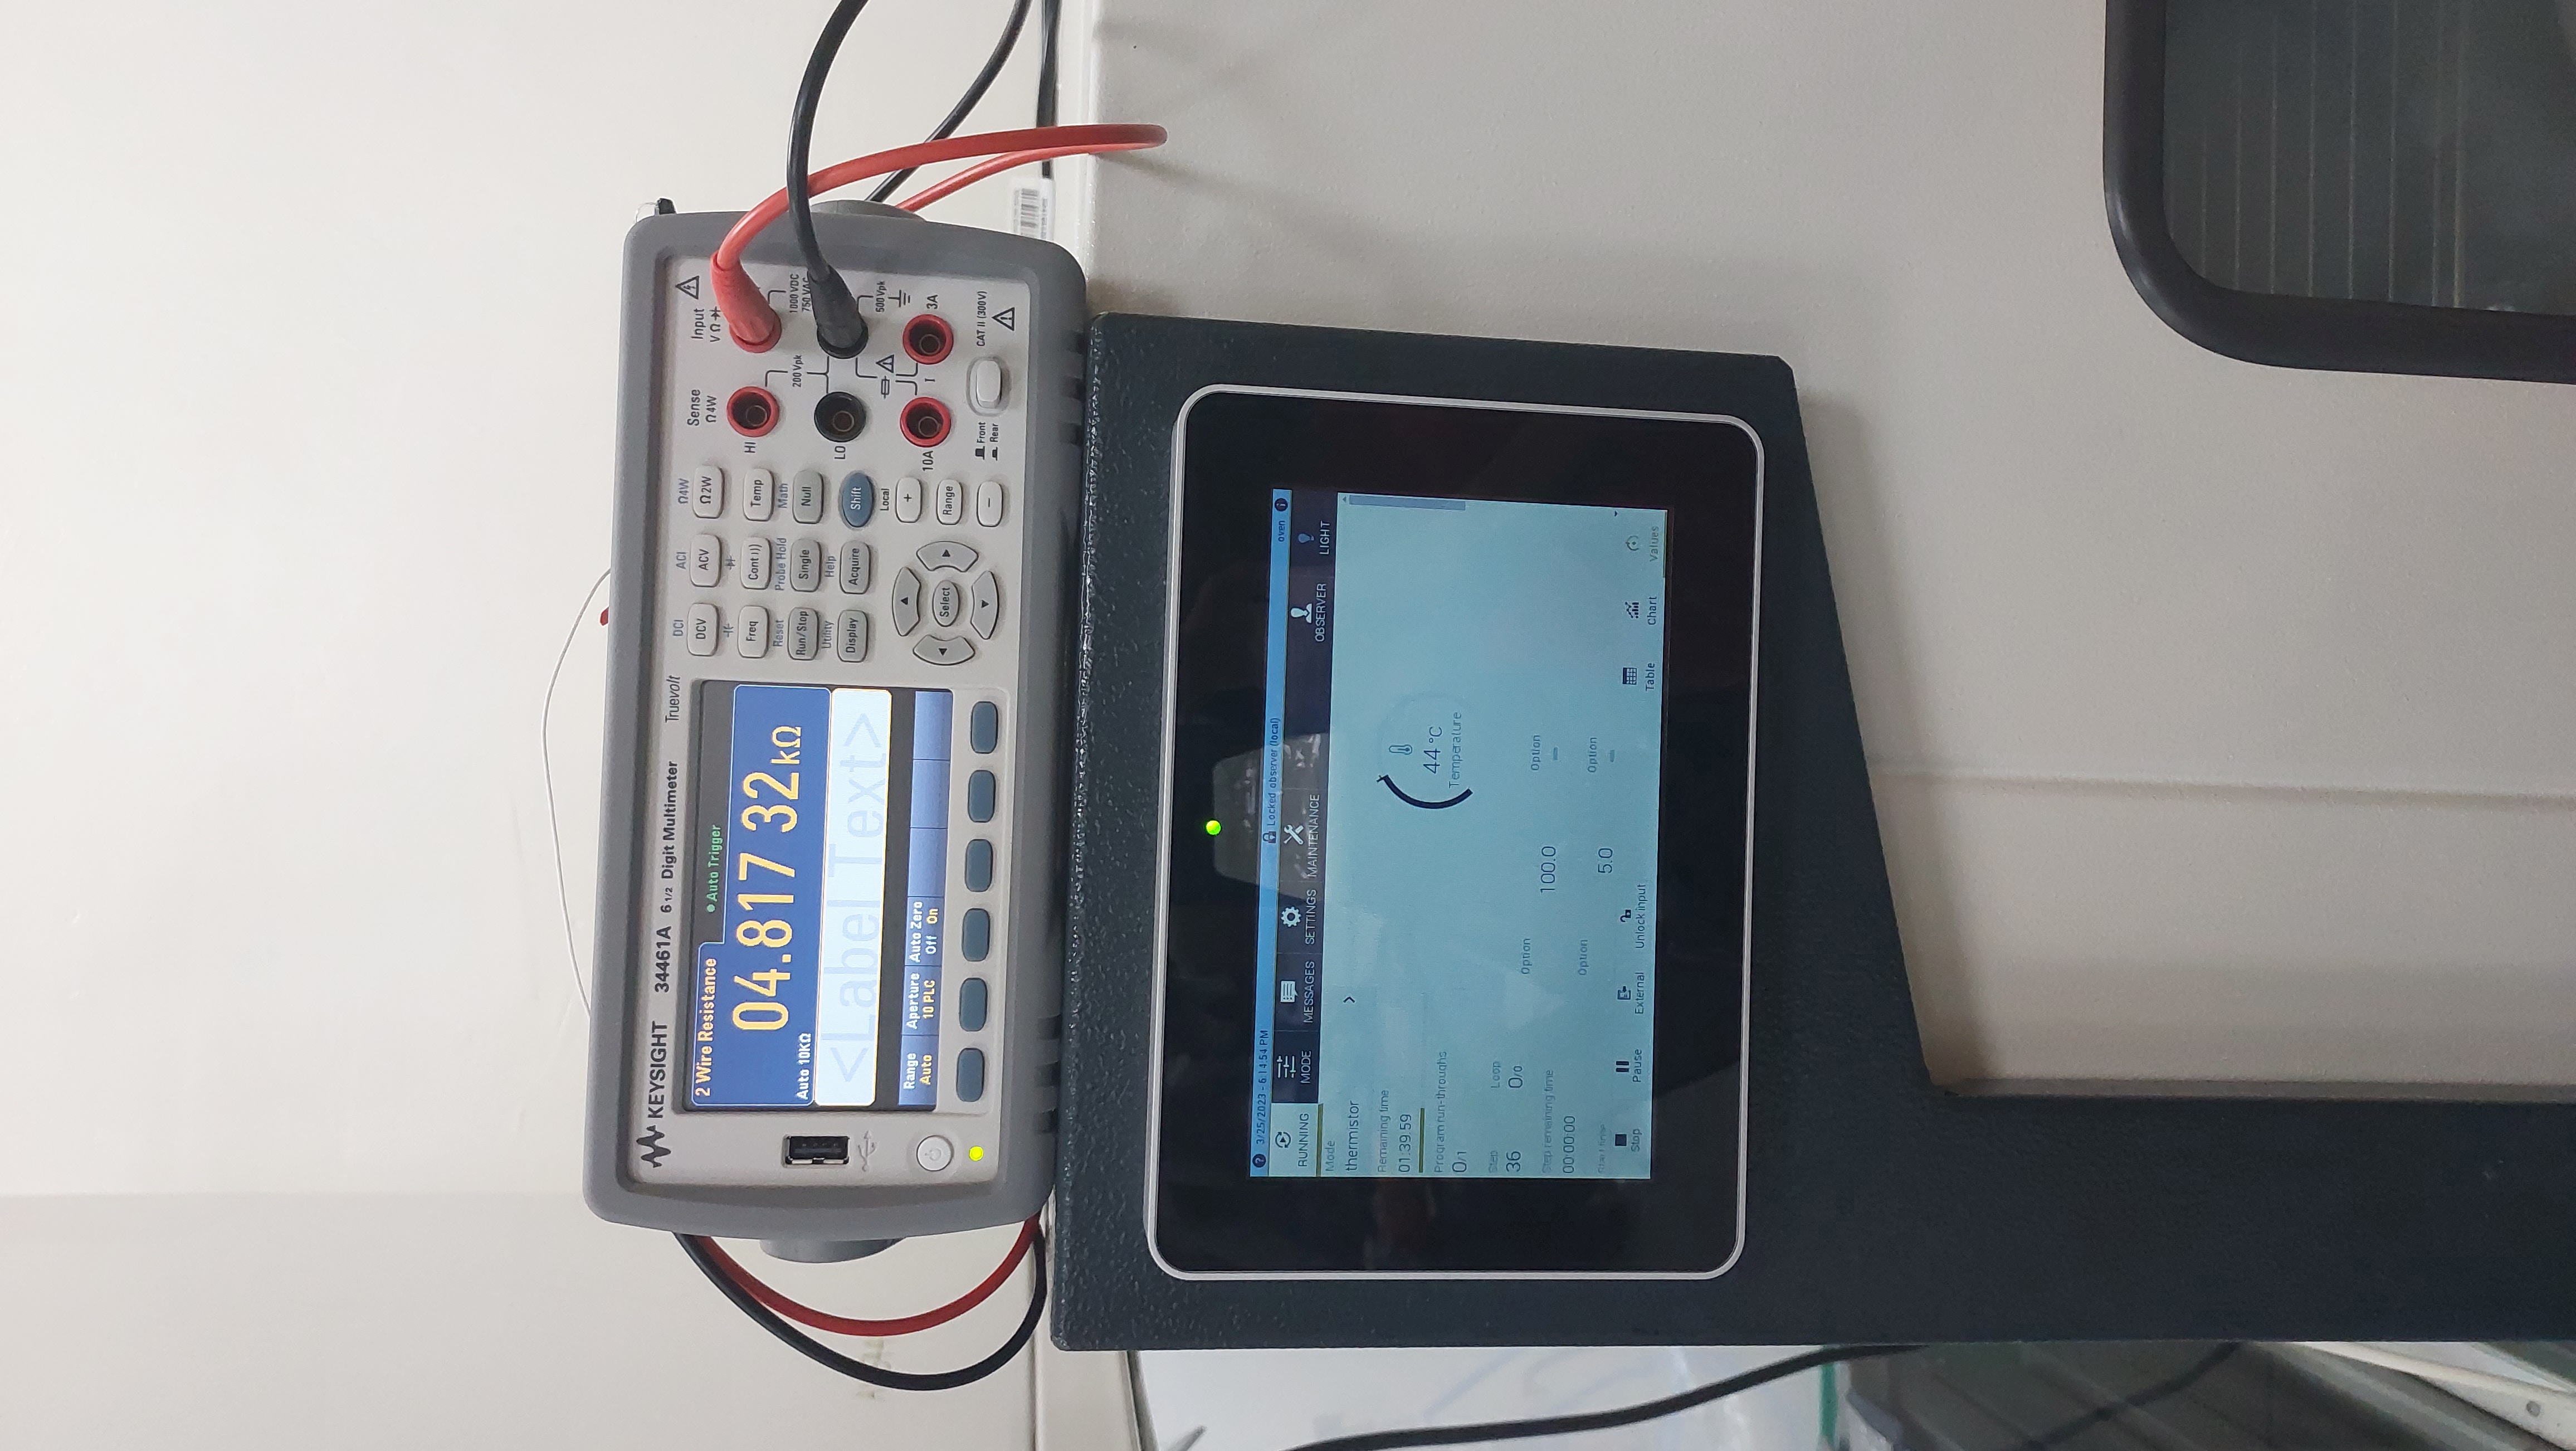 KEYSIGHT 34461A 6 1/2 Digit Multimeter Truevolt
2 Wire Resistance Auto Trigger
04.817 32 kΩ
Auto 10KΩ
<Label Text>
Range Aperture Auto Zero
Auto 10 PLC Off On
DCI ACI Ω4W
DCV ACV Ω2W
Freq Cont Temp
Reset Probe Hold Math
Run/Stop Single Null
Utility Help
Display Acquire Shift
Local
+
Select Range
−
Sense Input
Ω4W VΩ
HI
200 Vpk 1000 VDC
750 VAC
LO
500 Vpk
10A I 3A
Front
Rear
CAT II (300V)
3/25/2023 - 6:14:54 PM Locked observer (local) oven
RUNNING MODE MESSAGES SETTINGS MAINTENANCE OBSERVER LIGHT
Mode
thermistor
Remaining time
01:39:59
Program run-throughs
0/1
Step Loop
36 0/0
Step remaining time
00:00:00
Start time
44 °C
Temperature
Option Option
100.0
Option Option
5.0
Stop Pause External Unlock input Table Chart Values